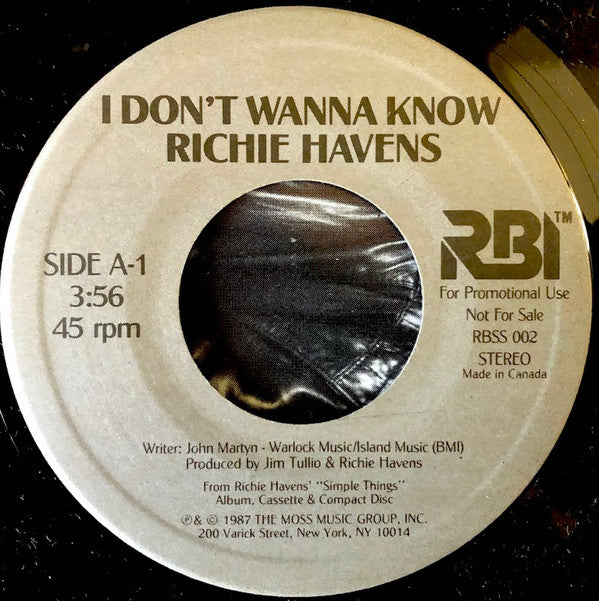 I DON'T WANNA KNOW
RICHIE HAVENS
SIDE A-1
3:56
45 rpm
RBI™
For Promotional Use
Not For Sale
RBSS 002
STEREO
Made in Canada
Writer: John Martyn - Warlock Music/Island Music (BMI)
Produced by Jim Tullio & Richie Havens
From Richie Havens' "Simple Things"
Album, Cassette & Compact Disc
℗& © 1987 THE MOSS MUSIC GROUP, INC.
200 Varick Street, New York, NY 10014